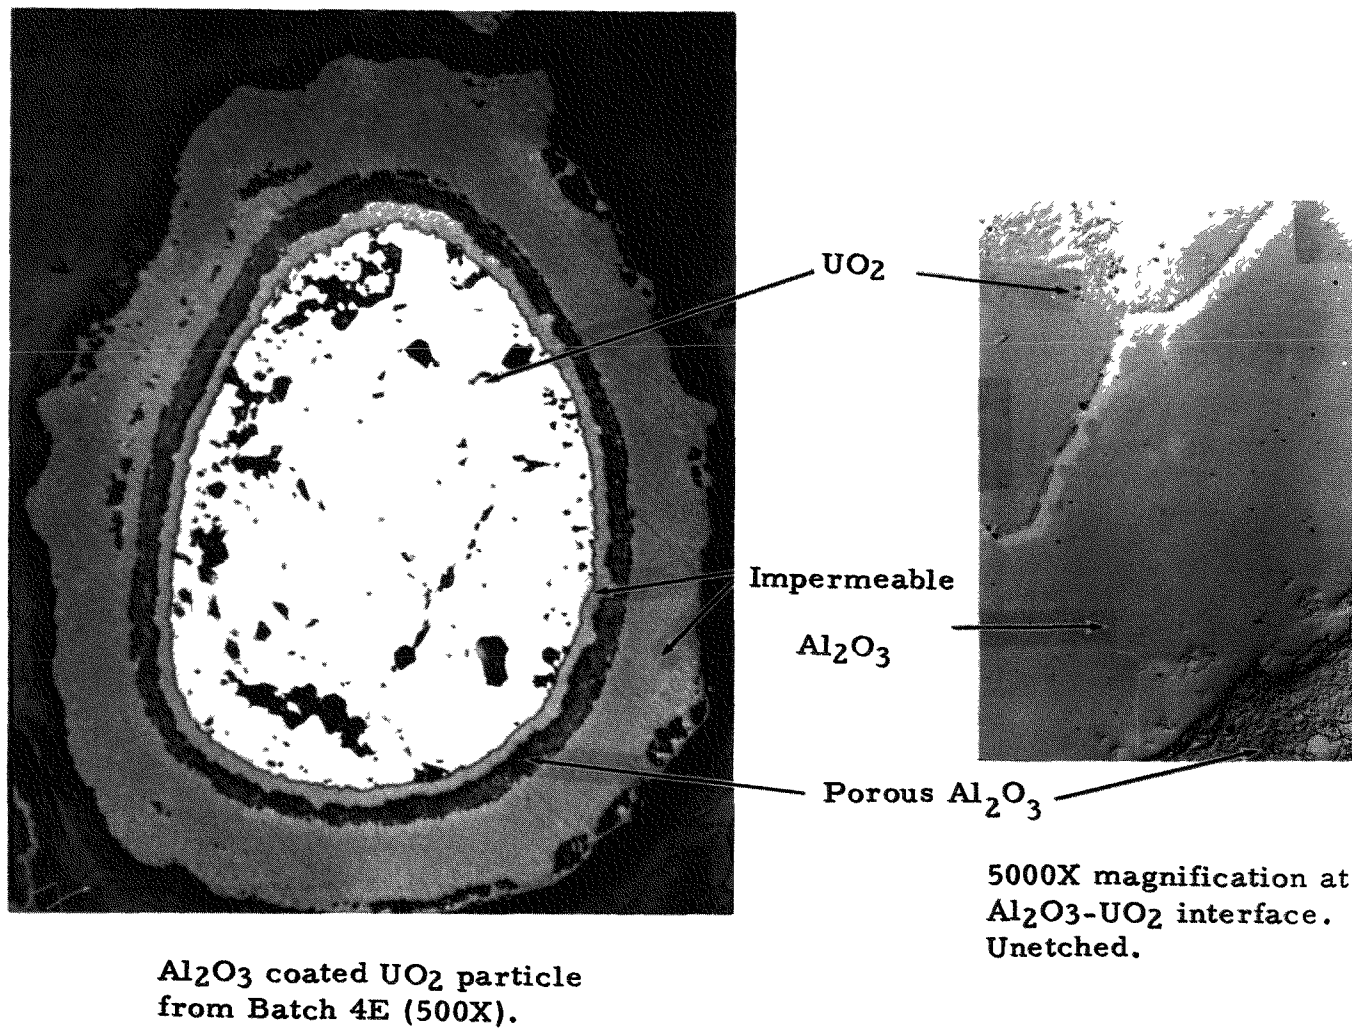 UO2
Impermeable
Al2O3
Porous Al2O3
5000X magnification at
Al2O3-UO2 interface.
Unetched.
Al2O3 coated UO2 particle
from Batch 4E (500X).